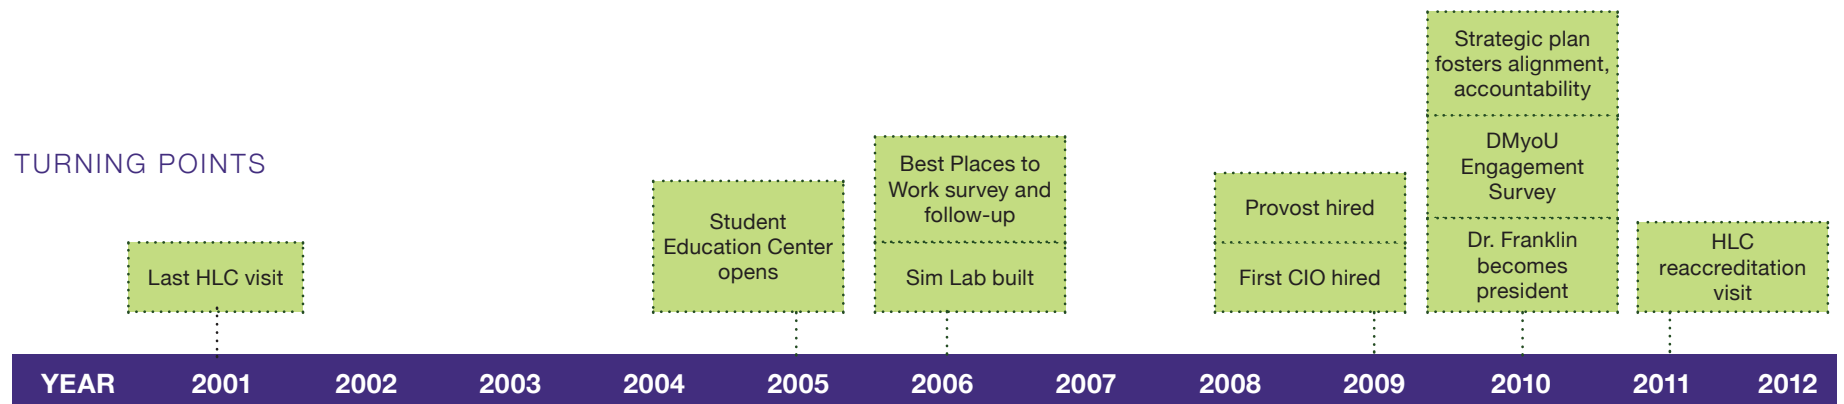 TURNING POINTS
Last HLC visit
Student
Education Center
opens
Best Places to
Work survey and
follow-up
Sim Lab built
Provost hired
First CIO hired
Strategic plan
fosters alignment,
accountability
DMyoU
Engagement
Survey
Dr. Franklin
becomes
president
HLC
reaccreditation
visit
YEAR 2001 2002 2003 2004 2005 2006 2007 2008 2009 2010 2011 2012